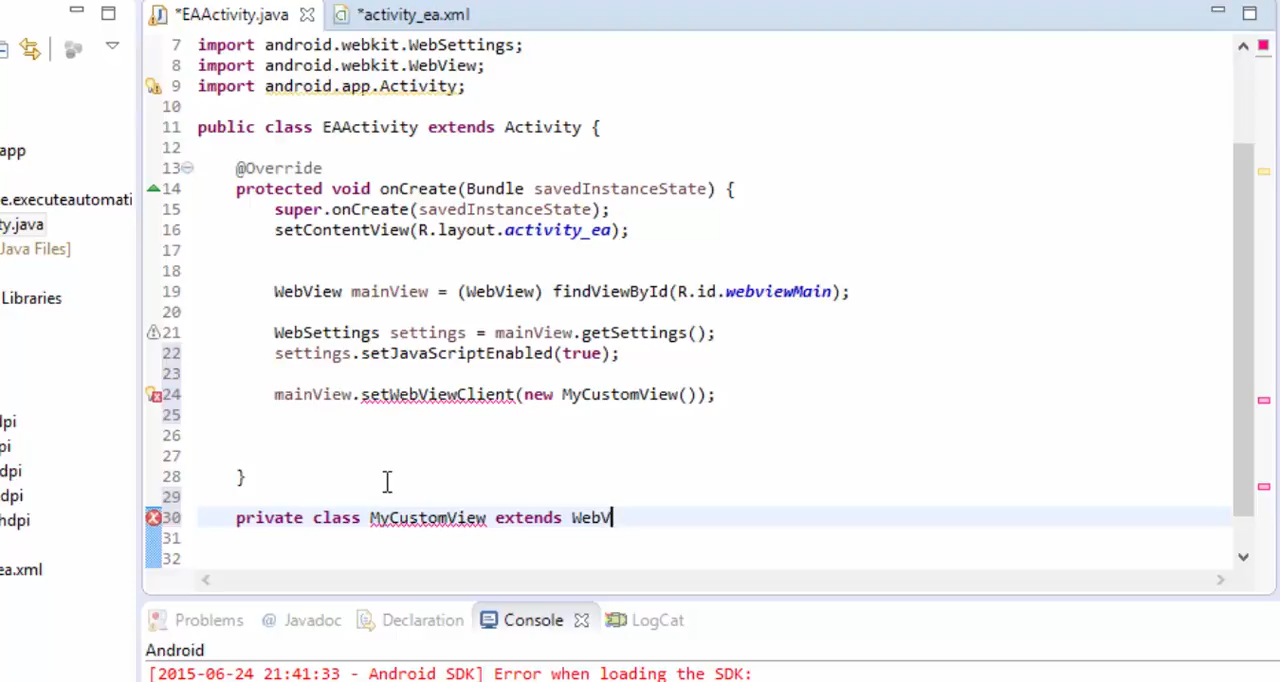 *EAActivity.java
*activity_ea.xml
app
e.executeautomati
ty.java
Java Files]
Libraries
dpi
pi
dpi
dpi
hdpi
ea.xml
7 import android.webkit.WebSettings;
8 import android.webkit.WebView;
9 import android.app.Activity;
10
11 public class EAActivity extends Activity {
12
13 @Override
14 protected void onCreate(Bundle savedInstanceState) {
15 super.onCreate(savedInstanceState);
16 setContentView(R.layout.activity_ea);
17
18
19 WebView mainView = (WebView) findViewById(R.id.webviewMain);
20
21 WebSettings settings = mainView.getSettings();
22 settings.setJavaScriptEnabled(true);
23
24 mainView.setWebViewClient(new MyCustomView());
25
26
27
28 }
29
30 private class MyCustomView extends WebV
31
32
Problems @ Javadoc Declaration Console LogCat
Android
[2015-06-24 21:41:33 - Android SDK] Error when loading the SDK: